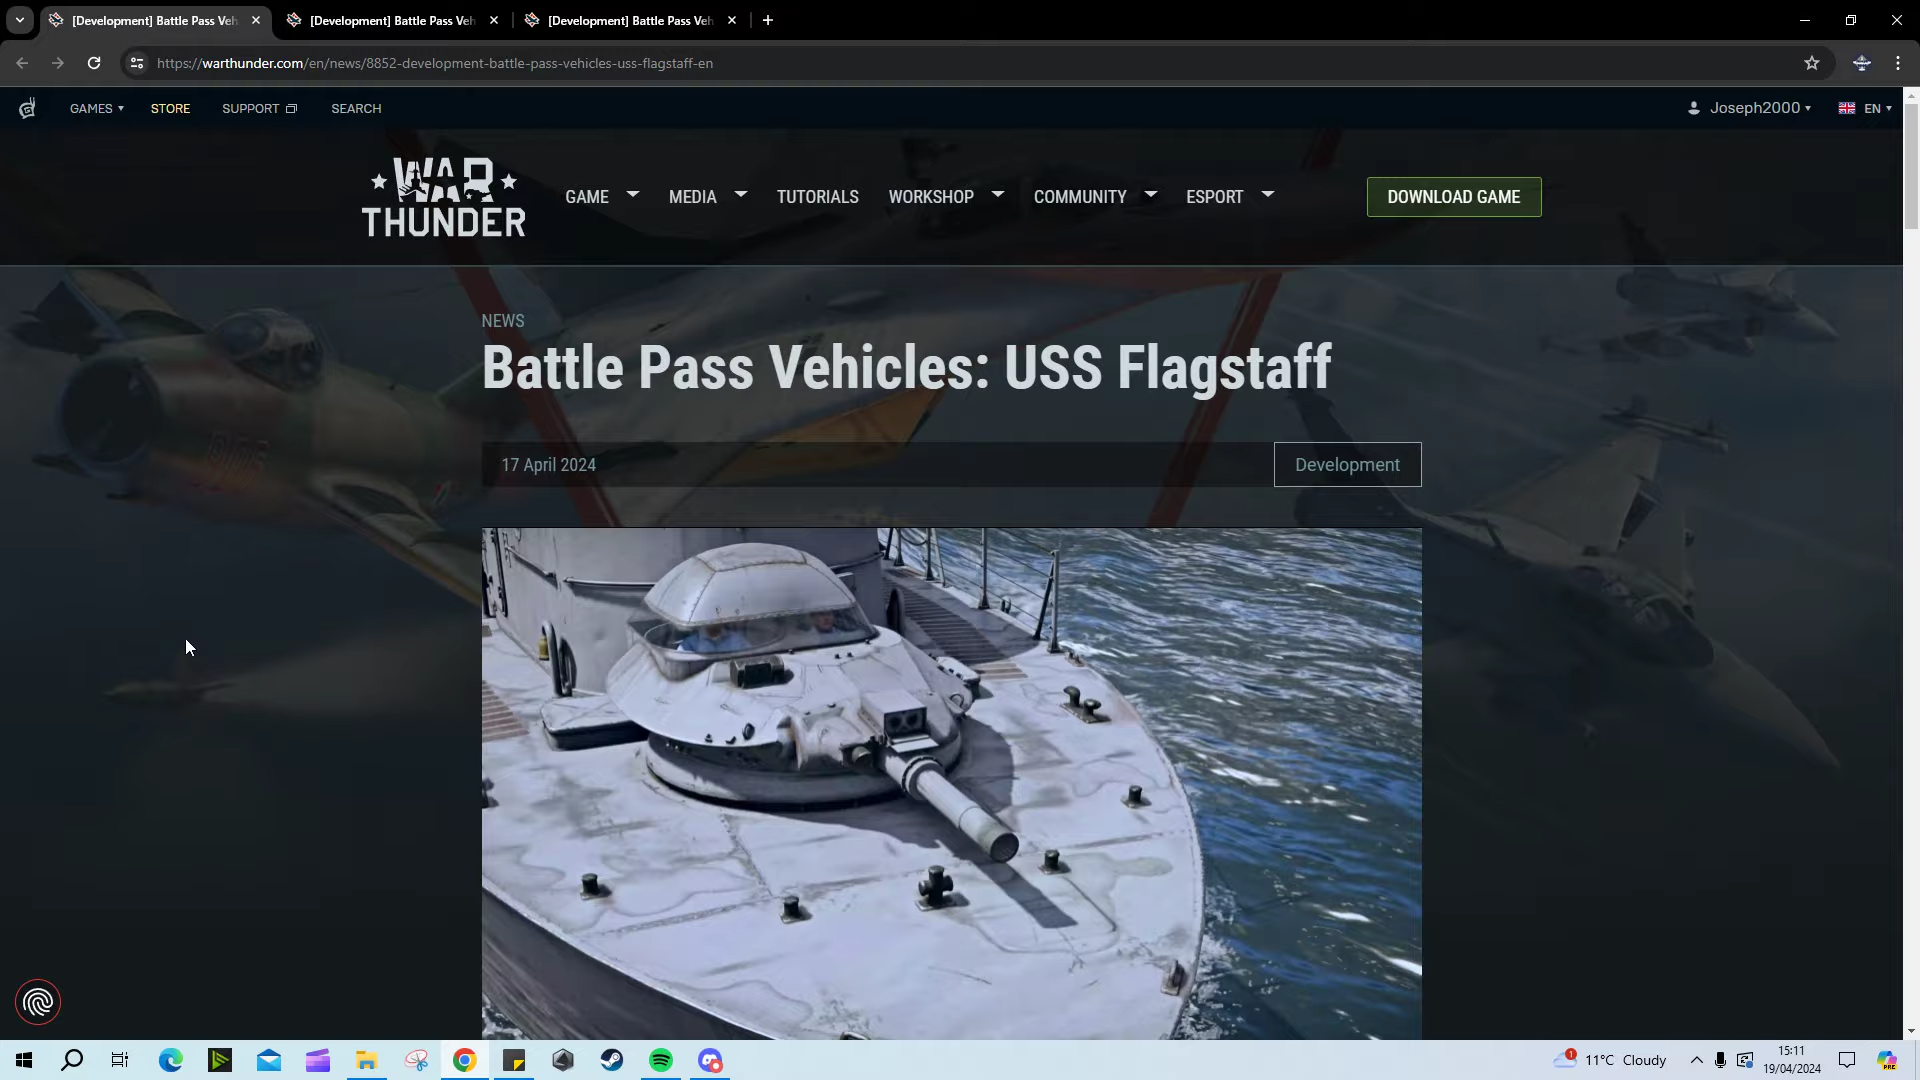 [Development] Battle Pass Veh
[Development] Battle Pass Veh
[Development] Battle Pass Veh
https://warthunder.com/en/news/8852-development-battle-pass-vehicles-uss-flagstaff-en
GAMES
STORE
SUPPORT
SEARCH
Joseph2000
EN
WAR
THUNDER
GAME
MEDIA
TUTORIALS
WORKSHOP
COMMUNITY
ESPORT
DOWNLOAD GAME
NEWS
Battle Pass Vehicles: USS Flagstaff
17 April 2024
Development
1
11°C Cloudy
15:11
19/04/2024
PRE